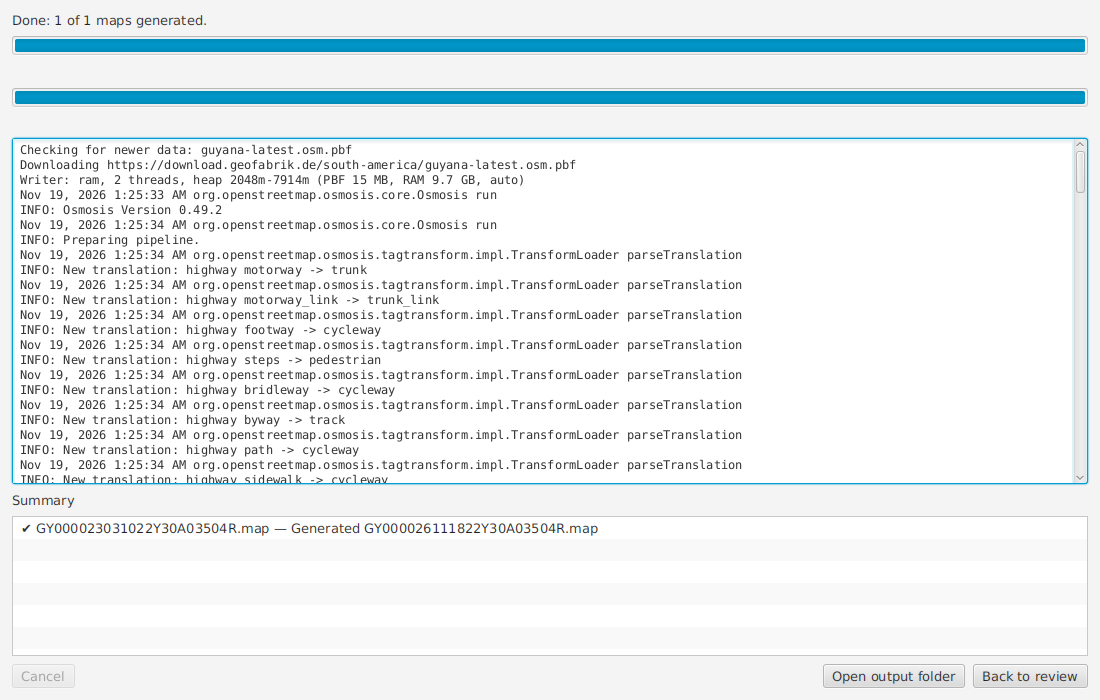 Done: 1 of 1 maps generated.
Checking for newer data: guyana-latest.osm.pbf
Downloading https://download.geofabrik.de/south-america/guyana-latest.osm.pbf
Writer: ram, 2 threads, heap 2048m-7914m (PBF 15 MB, RAM 9.7 GB, auto)
Nov 19, 2026 1:25:33 AM org.openstreetmap.osmosis.core.Osmosis run
INFO: Osmosis Version 0.49.2
Nov 19, 2026 1:25:34 AM org.openstreetmap.osmosis.core.Osmosis run
INFO: Preparing pipeline.
Nov 19, 2026 1:25:34 AM org.openstreetmap.osmosis.tagtransform.impl.TransformLoader parseTranslation
INFO: New translation: highway motorway -> trunk
Nov 19, 2026 1:25:34 AM org.openstreetmap.osmosis.tagtransform.impl.TransformLoader parseTranslation
INFO: New translation: highway motorway_link -> trunk_link
Nov 19, 2026 1:25:34 AM org.openstreetmap.osmosis.tagtransform.impl.TransformLoader parseTranslation
INFO: New translation: highway footway -> cycleway
Nov 19, 2026 1:25:34 AM org.openstreetmap.osmosis.tagtransform.impl.TransformLoader parseTranslation
INFO: New translation: highway steps -> pedestrian
Nov 19, 2026 1:25:34 AM org.openstreetmap.osmosis.tagtransform.impl.TransformLoader parseTranslation
INFO: New translation: highway bridleway -> cycleway
Nov 19, 2026 1:25:34 AM org.openstreetmap.osmosis.tagtransform.impl.TransformLoader parseTranslation
INFO: New translation: highway byway -> track
Nov 19, 2026 1:25:34 AM org.openstreetmap.osmosis.tagtransform.impl.TransformLoader parseTranslation
INFO: New translation: highway path -> cycleway
Nov 19, 2026 1:25:34 AM org.openstreetmap.osmosis.tagtransform.impl.TransformLoader parseTranslation
INFO: New translation: highway sidewalk -> cycleway
Summary
✔ GY000023031022Y30A03504R.map — Generated GY000026111822Y30A03504R.map
Cancel
Open output folder
Back to review